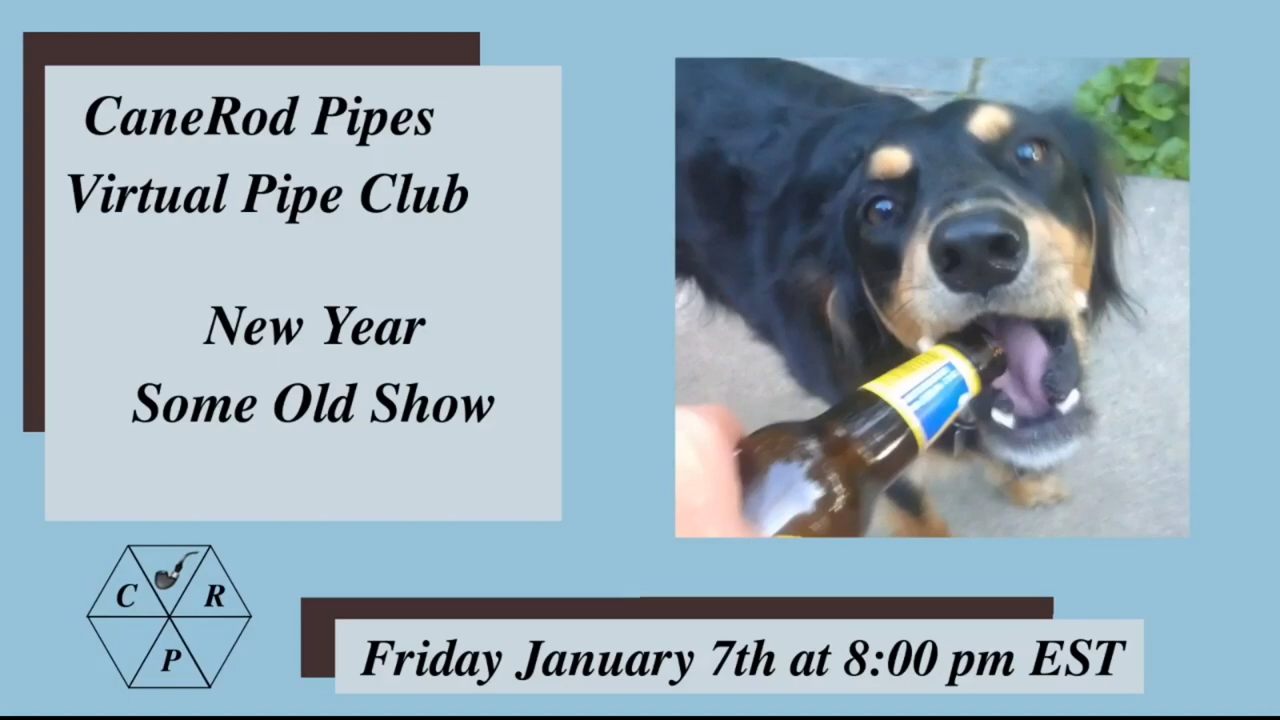 CaneRod Pipes
Virtual Pipe Club
New Year
Some Old Show
C R
P
Friday January 7th at 8:00 pm EST